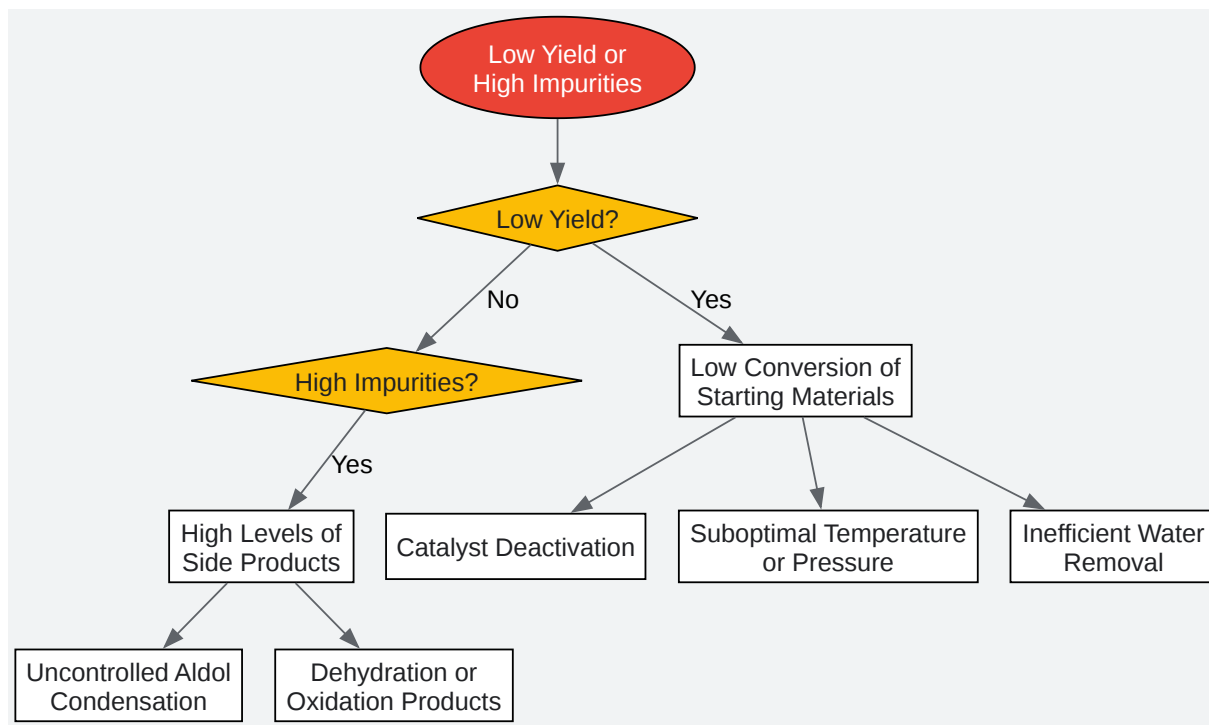 Low Yield or
High Impurities
Low Yield?
No
Yes
High Impurities?
Low Conversion of
Starting Materials
Yes
High Levels of
Side Products
Catalyst Deactivation
Suboptimal Temperature
or Pressure
Inefficient Water
Removal
Uncontrolled Aldol
Condensation
Dehydration or
Oxidation Products